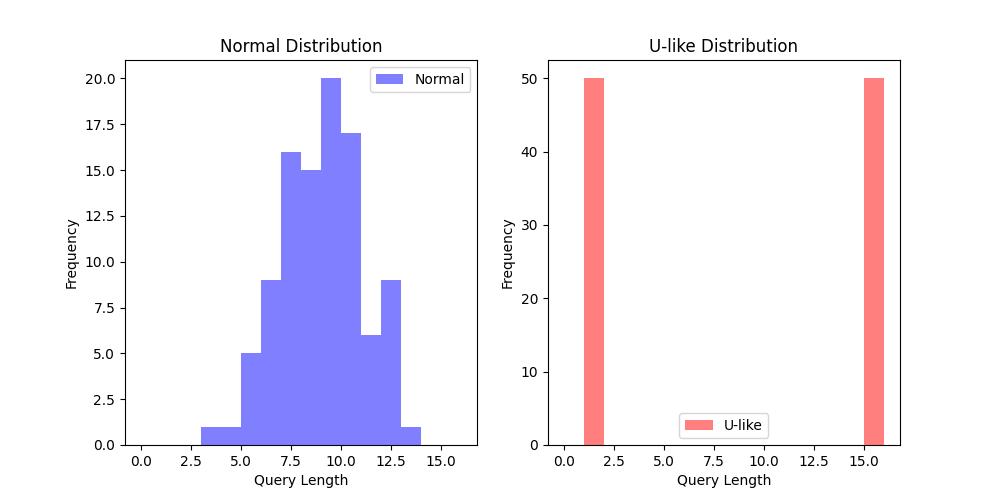 Normal Distribution
Normal
20.0
17.5
15.0
12.5
10.0
7.5
5.0
2.5
0.0
Frequency
0.0 2.5 5.0 7.5 10.0 12.5 15.0
Query Length
U-like Distribution
50
40
30
20
10
0
Frequency
U-like
0.0 2.5 5.0 7.5 10.0 12.5 15.0
Query Length